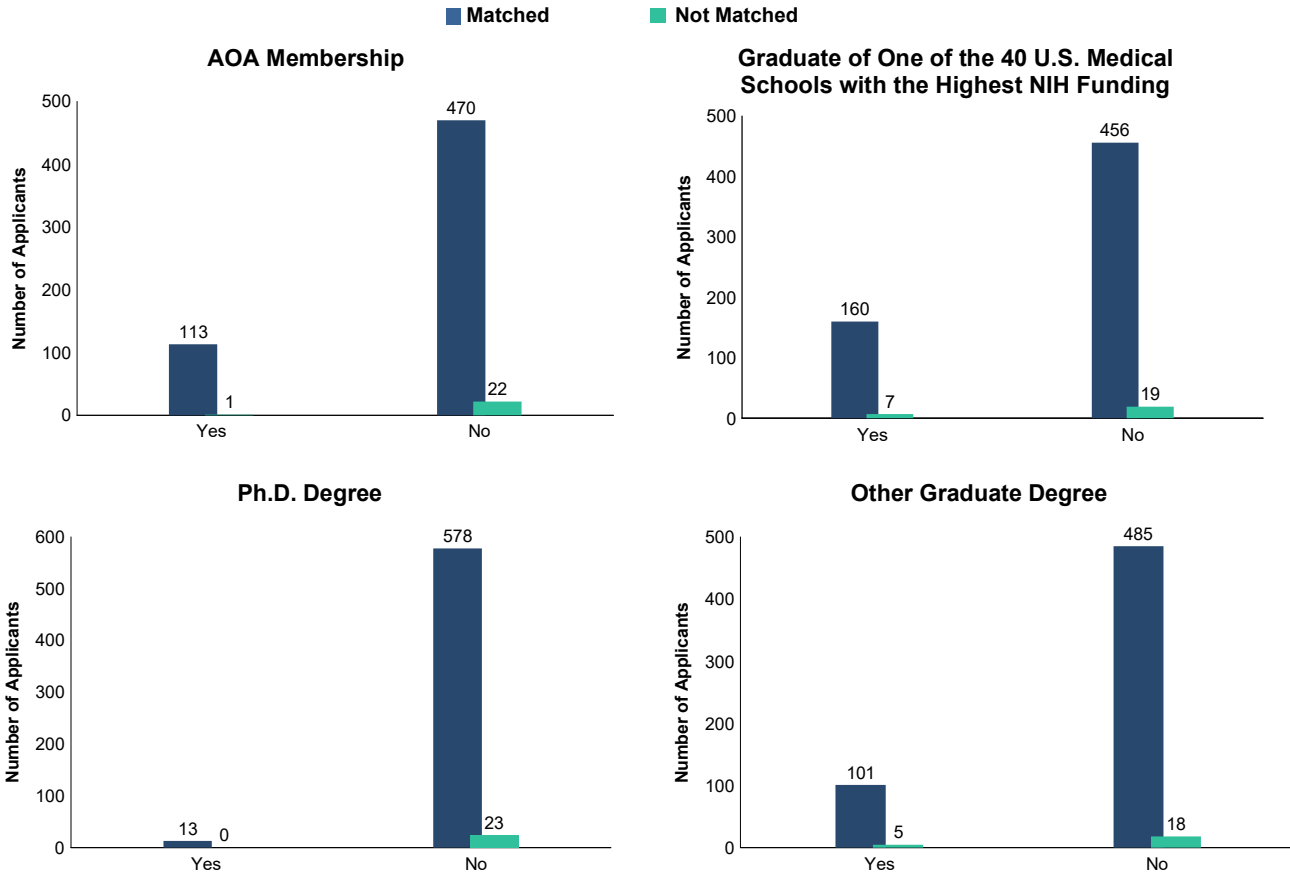 Matched
Not Matched
AOA Membership
Number of Applicants
500
400
300
200
100
0
113
1
470
22
Yes
No
Graduate of One of the 40 U.S. Medical
Schools with the Highest NIH Funding
Number of Applicants
500
400
300
200
100
0
160
7
456
19
Yes
No
Ph.D. Degree
Number of Applicants
600
500
400
300
200
100
0
13
0
578
23
Yes
No
Other Graduate Degree
Number of Applicants
500
400
300
200
100
0
101
5
485
18
Yes
No